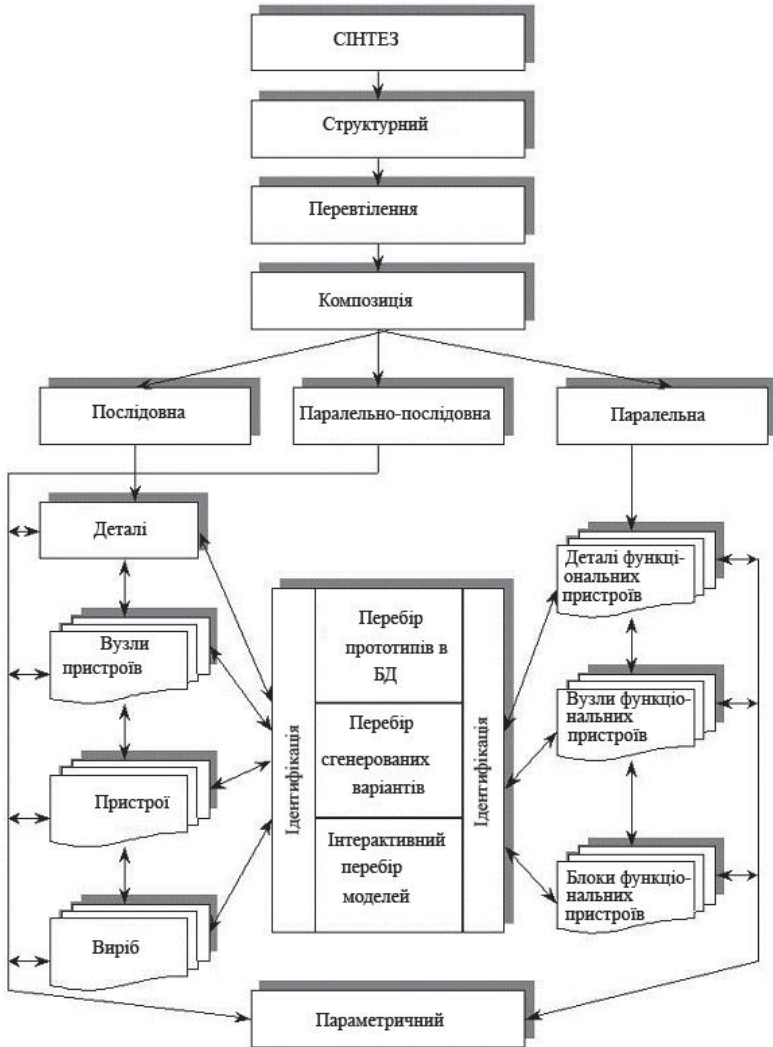 СІНТЕЗ
Структурний
Перевтілення
Композиція
Послідовна
Паралельно-послідовна
Паралельна
Деталі
Вузли
пристроїв
Пристрої
Виріб
Ідентифікація
Перебір
прототипів в
БД
Перебір
сгенерованих
варіантів
Інтерактивний
перебір
моделей
Ідентифікація
Деталі функці-
ональних
пристроїв
Вузли функціо-
нальних
пристроїв
Блоки функціо-
нальних
пристроїв
Параметричний